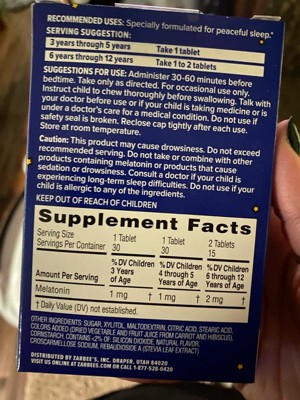 RECOMMENDED USES: Specially formulated for peaceful sleep.*
SERVING SUGGESTION:
3 years through 5 years Take 1 tablet
6 years through 12 years Take 1 to 2 tablets
SUGGESTIONS FOR USE: Administer 30-60 minutes before
bedtime. Take only as directed. For occasional use only.
Instruct child to chew thoroughly before swallowing. Talk with
your doctor before use or if your child is taking medicine or is
under a doctor's care for a medical condition. Do not use if
safety seal is broken. Reclose cap tightly after each use.
Store at room temperature.
Caution: This product may cause drowsiness. Do not exceed
recommended serving. Do not take or combine with other
products containing melatonin or products that cause
sedation or drowsiness. Consult a doctor if your child is
experiencing long-term sleep difficulties. Do not use if your
child is allergic to any of the ingredients.
KEEP OUT OF REACH OF CHILDREN
Supplement Facts
Serving Size 1 Tablet 1 Tablet 2 Tablets
Servings Per Container 30 30 15
Amount Per Serving %DV Children 3 Years of Age %DV Children 4 through 5 Years of Age %DV Children 6 through 12 Years of Age
Melatonin 1 mg † 1 mg † 2 mg †
† Daily Value (DV) not established.
OTHER INGREDIENTS: SUGAR, XYLITOL, MALTODEXTRIN, CITRIC ACID, STEARIC ACID,
COLORS ADDED (DRIED VEGETABLE AND FRUIT JUICE FROM CARROT AND HIBISCUS),
CORNSTARCH. CONTAINS <2% OF: SILICON DIOXIDE, NATURAL FLAVOR,
CROSCARMELLOSE SODIUM, REBAUDIOSIDE A (STEVIA LEAF EXTRACT)
DISTRIBUTED BY ZARBEE'S, INC. DRAPER, UTAH 84020
VISIT US ONLINE AT ZARBEES.COM OR CALL 1-877-528-0420